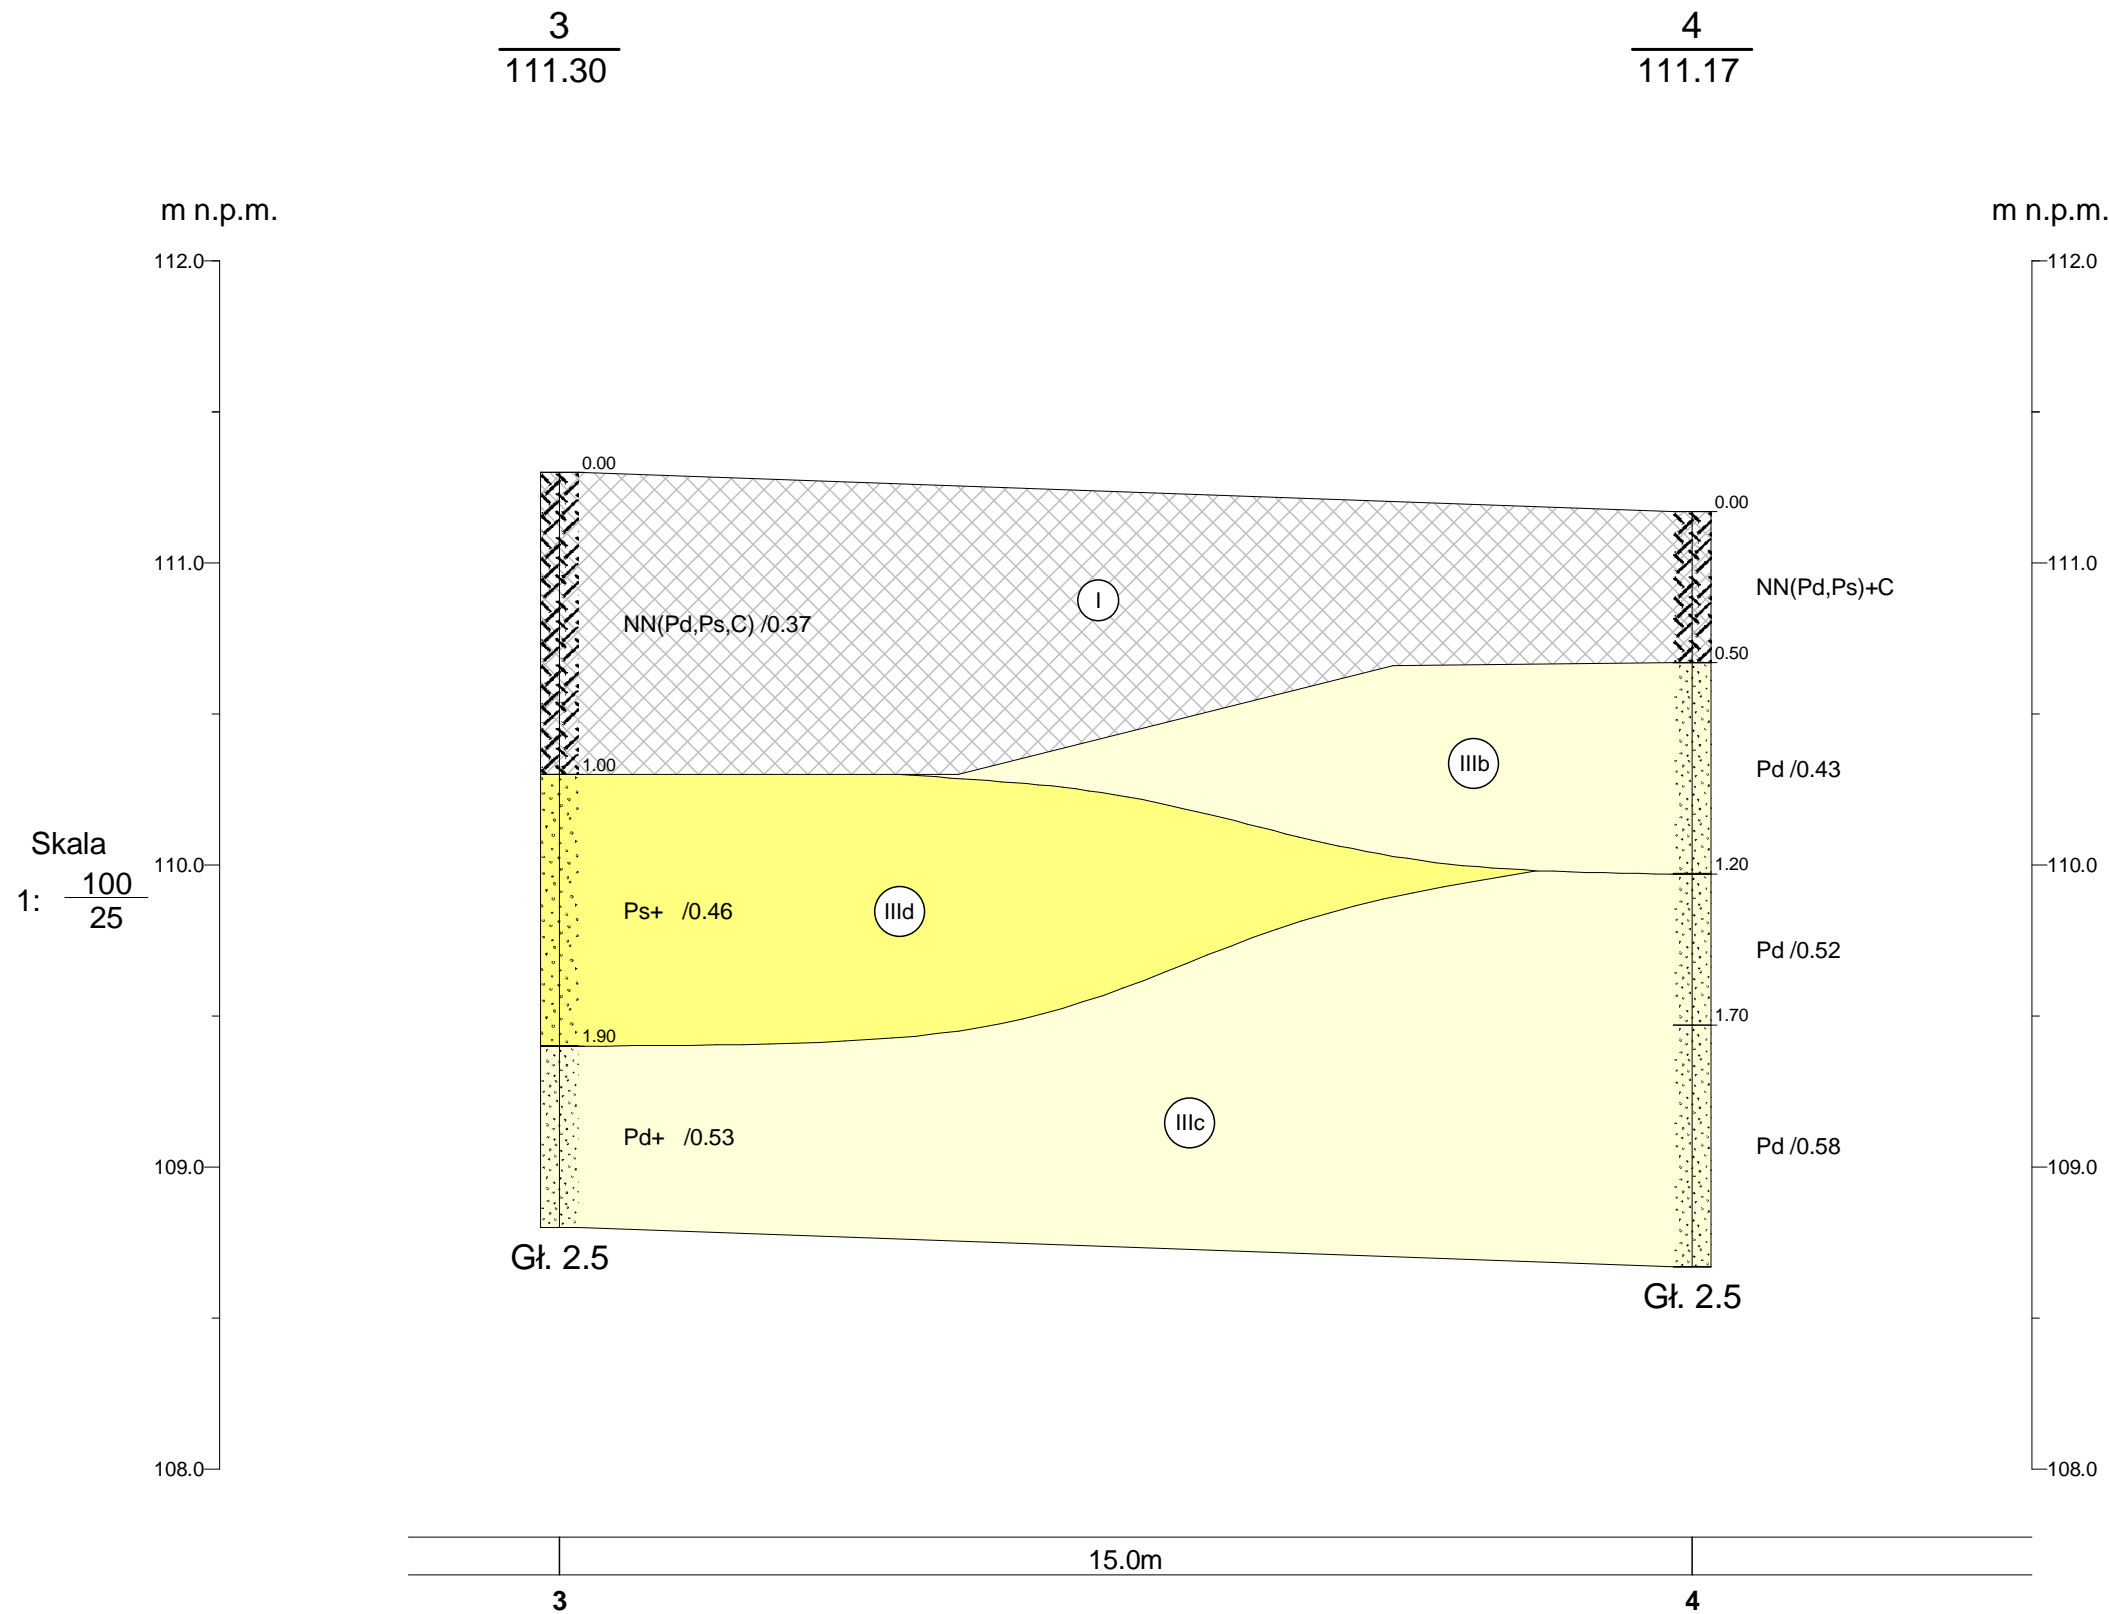 3
111.30
4
111.17
m n.p.m.
m n.p.m.
112.0
112.0
0.00
0.00
111.0
111.0
NN(Pd,Ps)+C
I
NN(Pd,Ps,C) /0.37
0.50
1.00
IIIb
Pd /0.43
Skala
1: 100
25
110.0
110.0
1.20
Ps+ /0.46
IIId
Pd /0.52
1.70
1.90
IIIc
Pd+ /0.53
Pd /0.58
109.0
109.0
Gł. 2.5
Gł. 2.5
108.0
108.0
15.0m
3
4